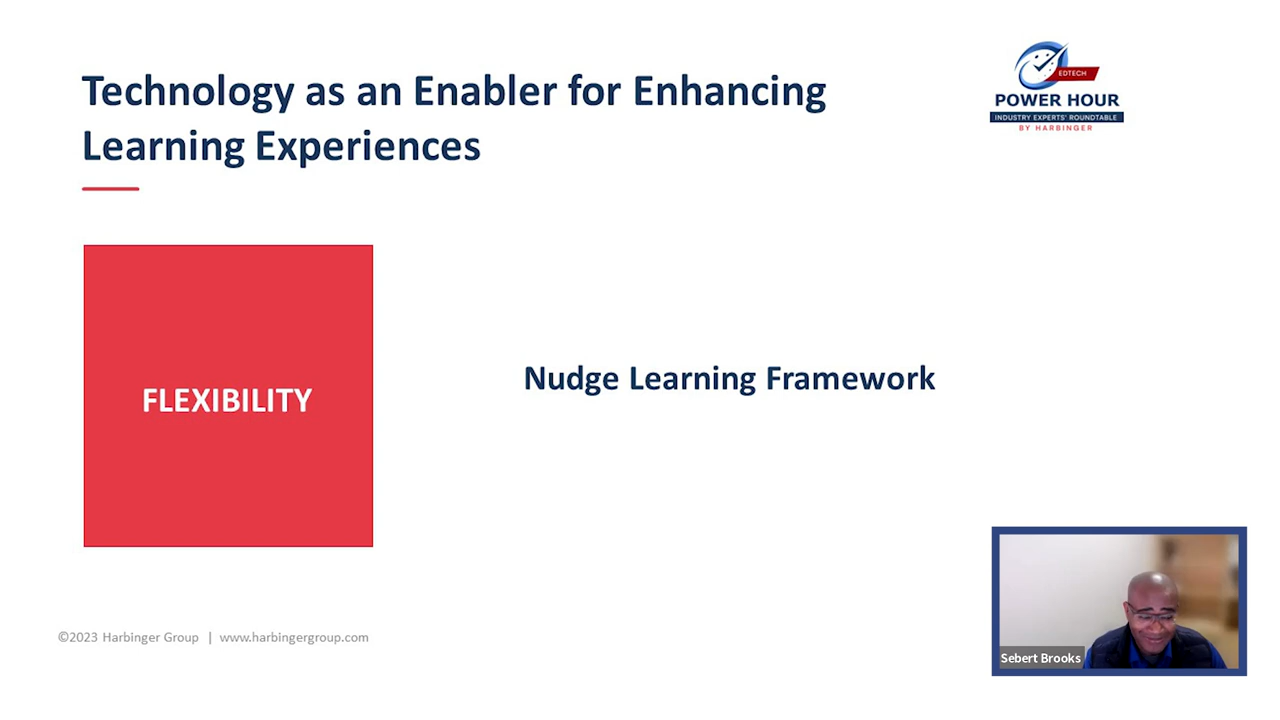 Technology as an Enabler for Enhancing
Learning Experiences
EDTECH
POWER HOUR
INDUSTRY EXPERTS' ROUNDTABLE
BY HARBINGER
FLEXIBILITY
Nudge Learning Framework
©2023 Harbinger Group | www.harbingergroup.com
Sebert Brooks